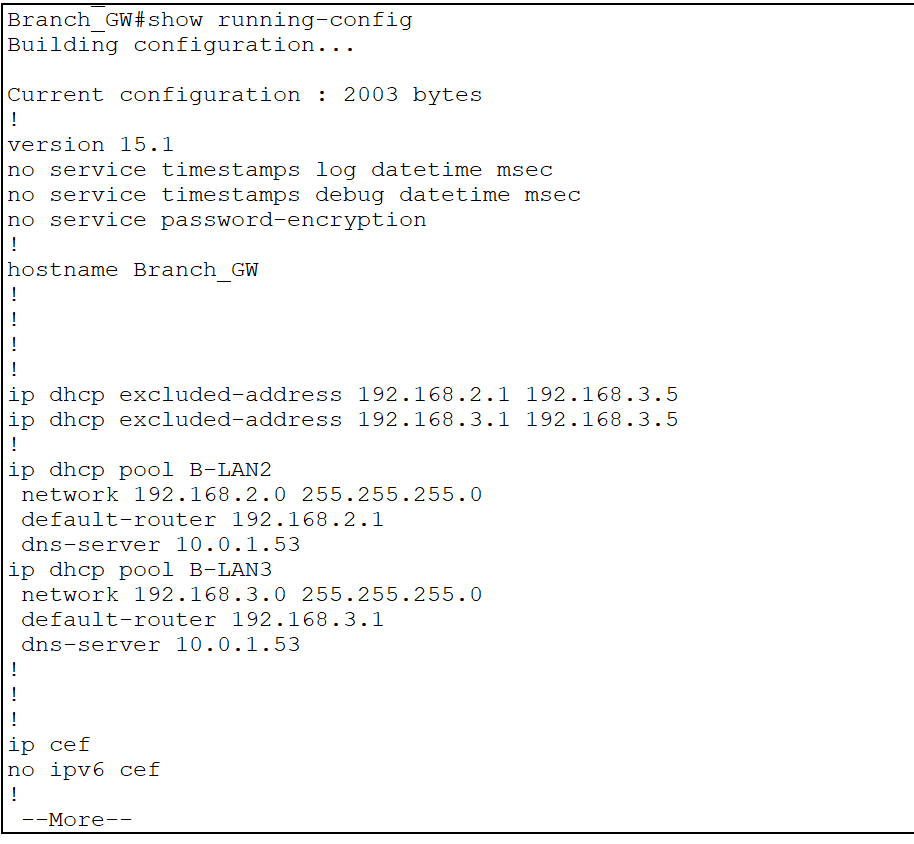 Branch_GW#show running-config
Building configuration...
Current configuration : 2003 bytes
!
version 15.1
no service timestamps log datetime msec
no service timestamps debug datetime msec
no service password-encryption
!
hostname Branch_GW
!
!
!
!
ip dhcp excluded-address 192.168.2.1 192.168.3.5
ip dhcp excluded-address 192.168.3.1 192.168.3.5
!
ip dhcp pool B-LAN2
 network 192.168.2.0 255.255.255.0
 default-router 192.168.2.1
 dns-server 10.0.1.53
ip dhcp pool B-LAN3
 network 192.168.3.0 255.255.255.0
 default-router 192.168.3.1
 dns-server 10.0.1.53
!
!
!
ip cef
no ipv6 cef
!
 --More--